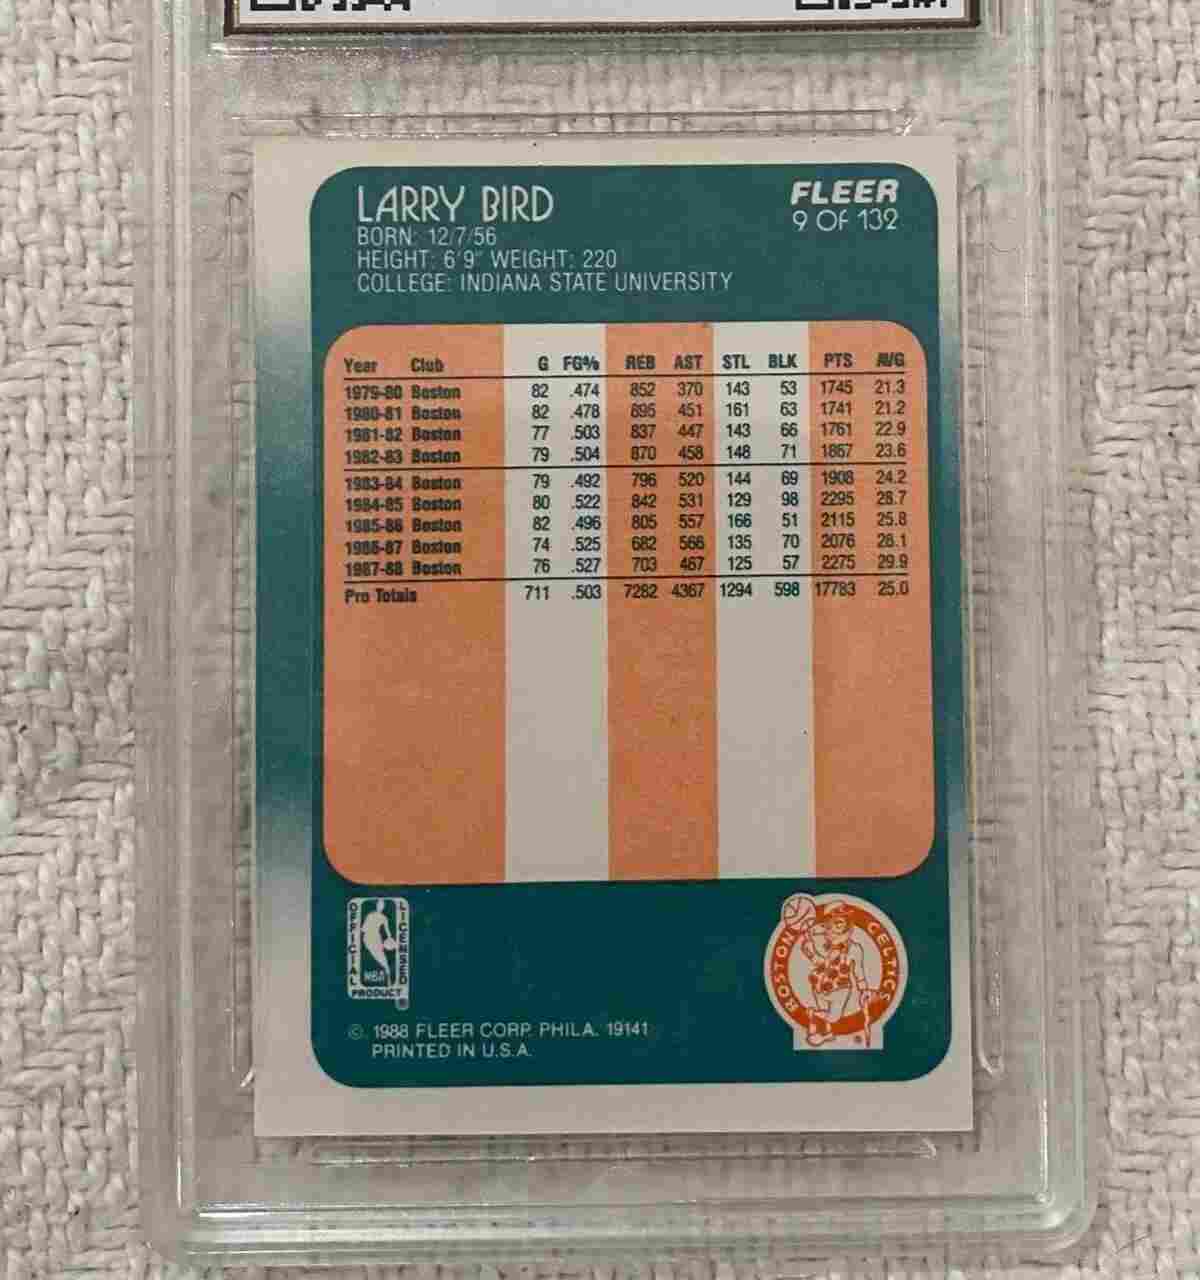 LARRY BIRD
BORN: 12/7/56
HEIGHT: 6'9" WEIGHT: 220
COLLEGE: INDIANA STATE UNIVERSITY
FLEER
9 OF 132
Year Club G FG% REB AST STL BLK PTS AVG
1979-80 Boston 82 .474 852 370 143 53 1745 21.3
1980-81 Boston 82 .478 895 451 161 63 1741 21.2
1981-82 Boston 77 .503 837 447 143 66 1761 22.9
1982-83 Boston 79 .504 870 458 148 71 1867 23.6
1983-84 Boston 79 .492 796 520 144 69 1908 24.2
1984-85 Boston 80 .522 842 531 129 98 2295 28.7
1985-86 Boston 82 .496 805 557 166 51 2115 25.8
1986-87 Boston 74 .525 682 566 135 70 2076 28.1
1987-88 Boston 76 .527 703 467 125 57 2275 29.9
Pro Totals 711 .503 7282 4367 1294 598 17783 25.0
OFFICIAL LICENSED
NBA
PRODUCT ®
BOSTON CELTICS
®
© 1988 FLEER CORP. PHILA. 19141
PRINTED IN U.S.A.